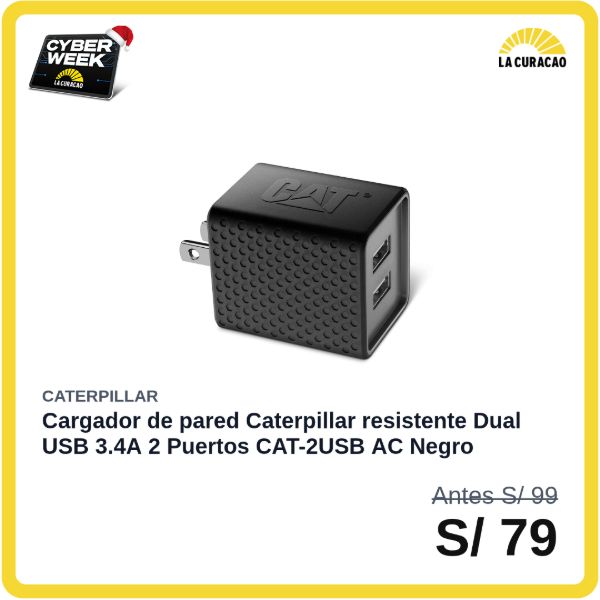 CYBER
WEEK
LA CURACAO
LA CURACAO
CAT®
CATERPILLAR
Cargador de pared Caterpillar resistente Dual
USB 3.4A 2 Puertos CAT-2USB AC Negro
Antes S/ 99
S/ 79